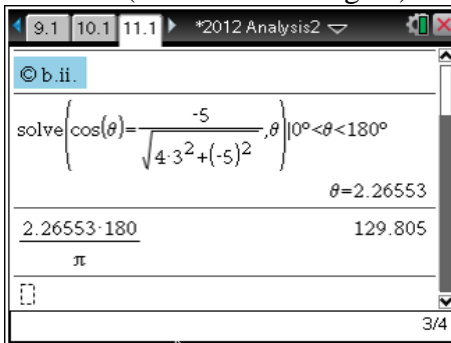 9.1 10.1 11.1 *2012 Analysis2
© b.ii.
solve(cos(θ)=-5/√(4·3²+(-5)²),θ)|0°<θ<180°
θ=2.26553
2.26553·180/π 129.805
3/4